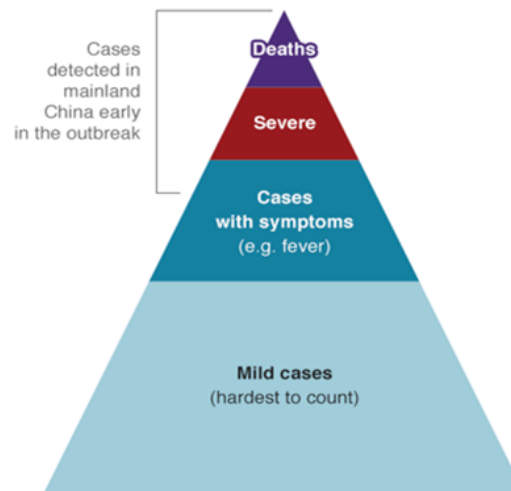 Cases
detected in
mainland
China early
in the outbreak
Deaths
Severe
Cases
with symptoms
(e.g. fever)
Mild cases
(hardest to count)